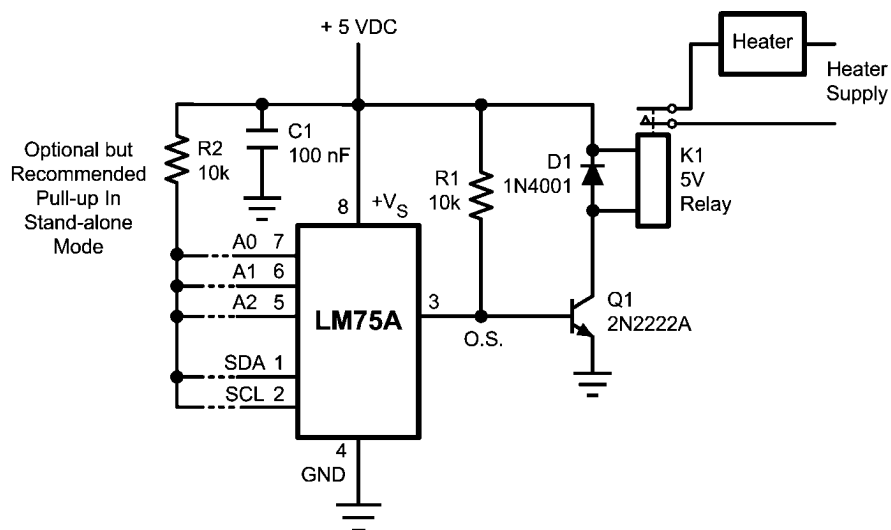 + 5 VDC
Heater
Heater
Supply
Optional but
Recommended
Pull-up In
Stand-alone
Mode
R2
10k
C1
100 nF
R1
10k
D1
1N4001
K1
5V
Relay
8
+VS
A0 7
A1 6
A2 5
SDA 1
SCL 2
LM75A
3
O.S.
Q1
2N2222A
4
GND